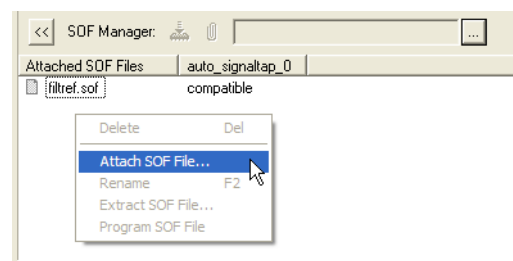 << SOF Manager: ...
Attached SOF Files auto_signaltap_0
filtref.sof compatible
Delete Del
Attach SOF File...
Rename F2
Extract SOF File...
Program SOF File